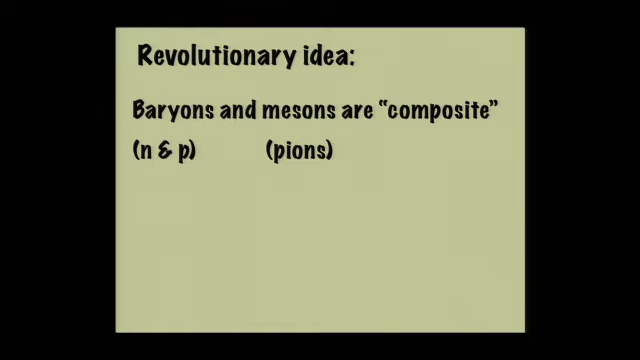 Revolutionary idea:
Baryons and mesons are “composite”
(n & p) (pions)